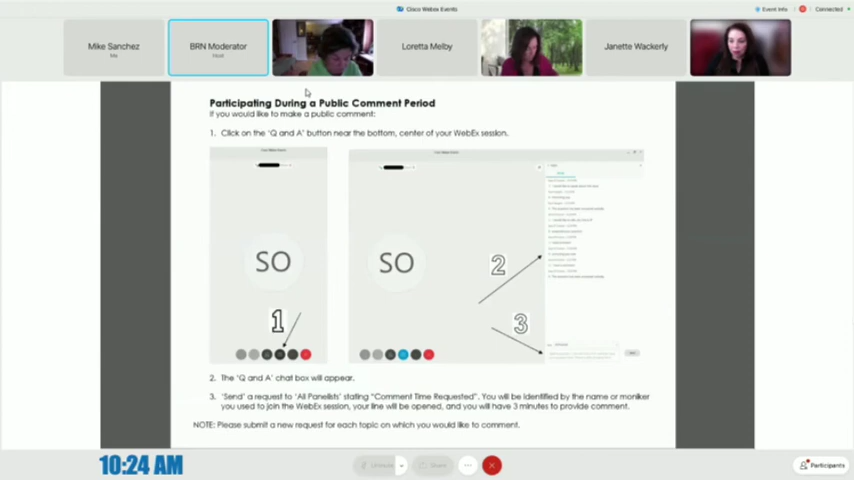 Cisco Webex Events
Event Info
Connected
Mike Sanchez
Me
BRN Moderator
Host
Loretta Melby
Janette Wackerly
Participating During a Public Comment Period
If you would like to make a public comment:
1. Click on the ‘Q and A’ button near the bottom, center of your WebEx session.
SO
1
SO
2
3
2. The ‘Q and A’ chat box will appear.
3. ‘Send’ a request to ‘All Panelists’ stating “Comment Time Requested”. You will be identified by the name or moniker
you used to join the WebEx session, your line will be opened, and you will have 3 minutes to provide comment.
NOTE: Please submit a new request for each topic on which you would like to comment.
10:24 AM
Unmute
Share
Participants